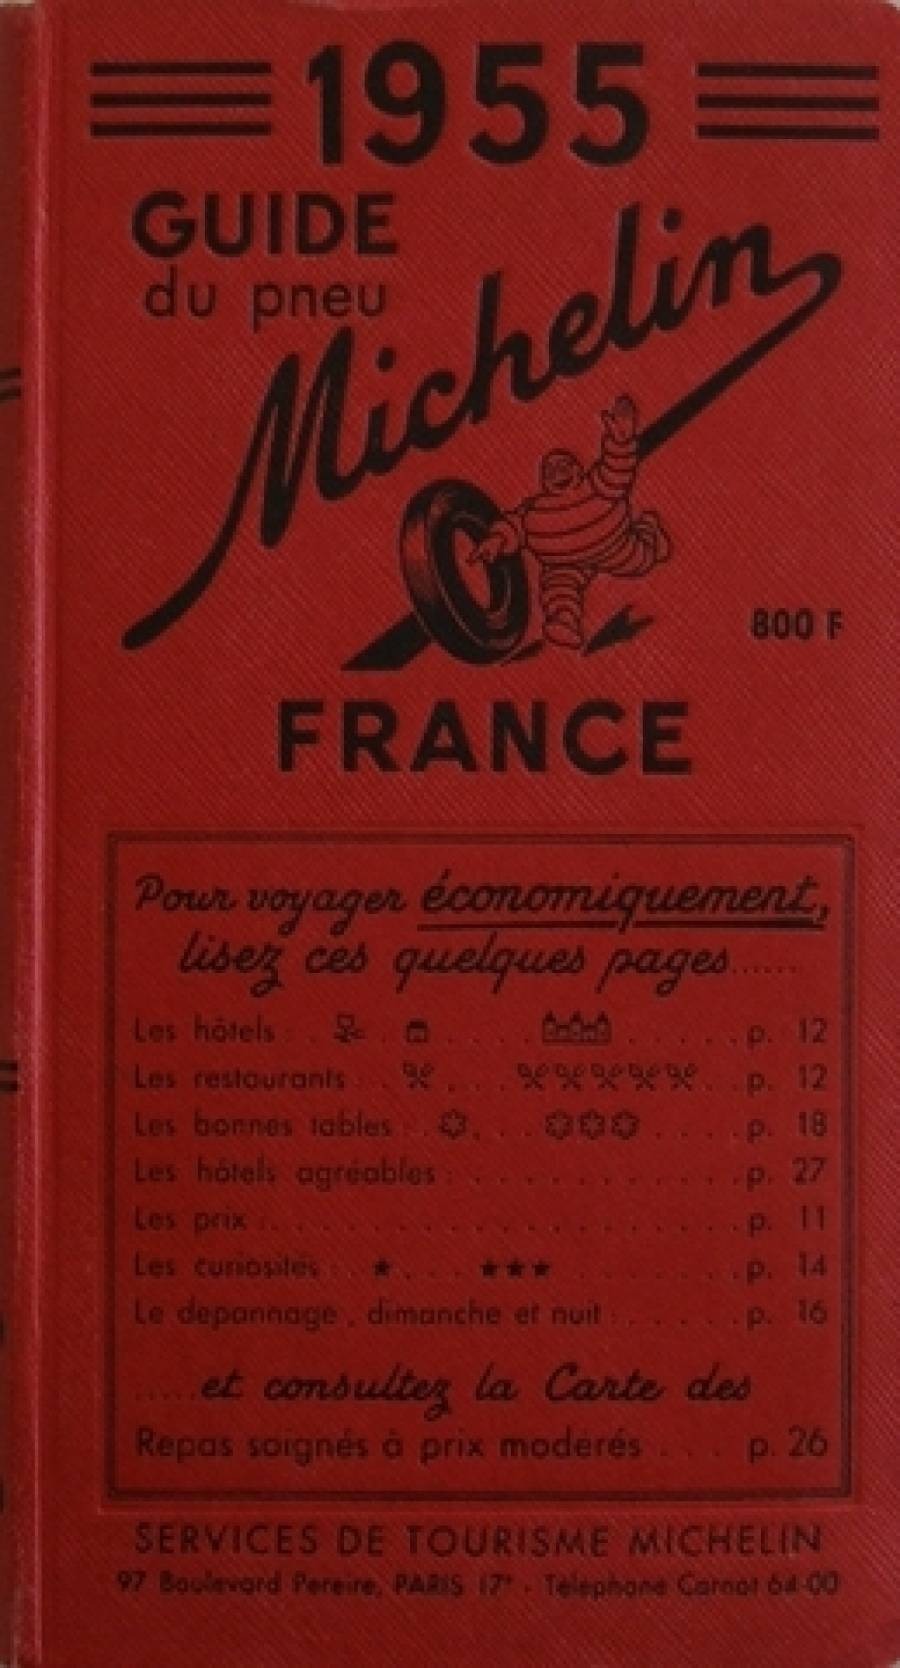 1955
GUIDE
du pneu
Michelin
800 F
FRANCE
Pour voyager économiquement,
lisez ces quelques pages......
Les hôtels : . . . . . . . . . . p. 12
Les restaurants : . . . . . . . p. 12
Les bonnes tables : . . . . . . . p. 18
Les hôtels agréables : . . . . . . . . . . . . p. 27
Les prix : . . . . . . . . . . . . . . . . . . . p. 11
Les curiosités : . ★ . . . ★★★ . . . . . . . p. 14
Le dépannage, dimanche et nuit : . . . . . . p. 16
.....et consultez la Carte des
Repas soignés à prix modérés . . . p. 26
SERVICES DE TOURISME MICHELIN
97 Boulevard Pereire, PARIS 17e - Téléphone Carnot 64-00